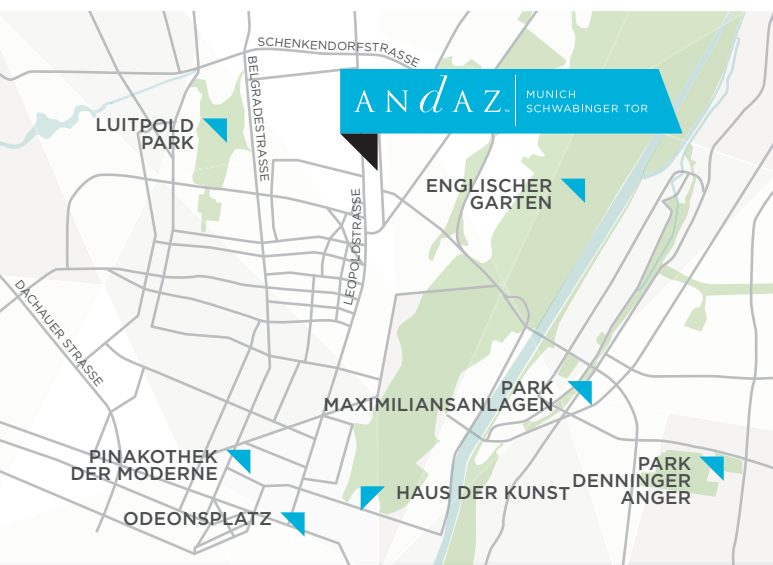 SCHENKENDORFSTRASSE
BELGRADESTRASSE
ANdAZ™
MUNICH
SCHWABINGER TOR
LUITPOLD
PARK
ENGLISCHER
GARTEN
LEOPOLDSTRASSE
DACHAUER STRASSE
PARK
MAXIMILIANSANLAGEN
PINAKOTHEK
DER MODERNE
PARK
DENNINGER
ANGER
HAUS DER KUNST
ODEONSPLATZ